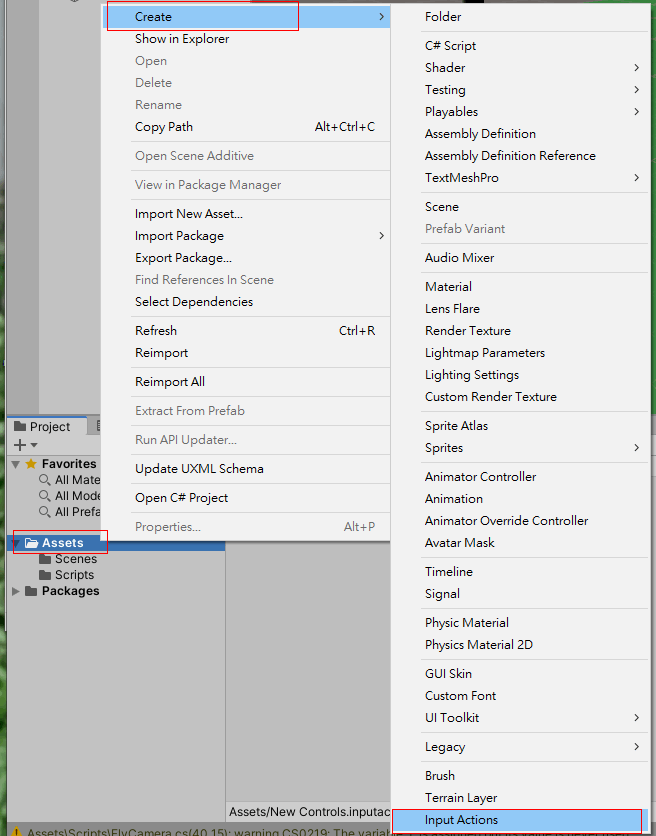 Create
Show in Explorer
Open
Delete
Rename
Copy Path Alt+Ctrl+C
Open Scene Additive
View in Package Manager
Import New Asset...
Import Package
Export Package...
Find References In Scene
Select Dependencies
Refresh Ctrl+R
Reimport
Reimport All
Extract From Prefab
Run API Updater...
Update UXML Schema
Open C# Project
Properties... Alt+P
Folder
C# Script
Shader
Testing
Playables
Assembly Definition
Assembly Definition Reference
TextMeshPro
Scene
Prefab Variant
Audio Mixer
Material
Lens Flare
Render Texture
Lightmap Parameters
Lighting Settings
Custom Render Texture
Sprite Atlas
Sprites
Animator Controller
Animation
Animator Override Controller
Avatar Mask
Timeline
Signal
Physic Material
Physics Material 2D
GUI Skin
Custom Font
UI Toolkit
Legacy
Brush
Terrain Layer
Input Actions
Project
Favorites
All Mate
All Mode
All Prefa
Assets
Scenes
Scripts
Packages
Assets/New Controls.inputac
Assets\Scripts\FlyCamera.cs(40,15): warning CS0219: The variable